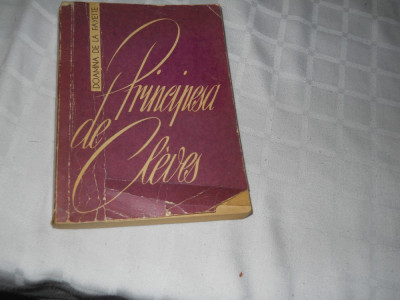 DOAMNA DE LA FAYETTE
Principesa
de
Clèves